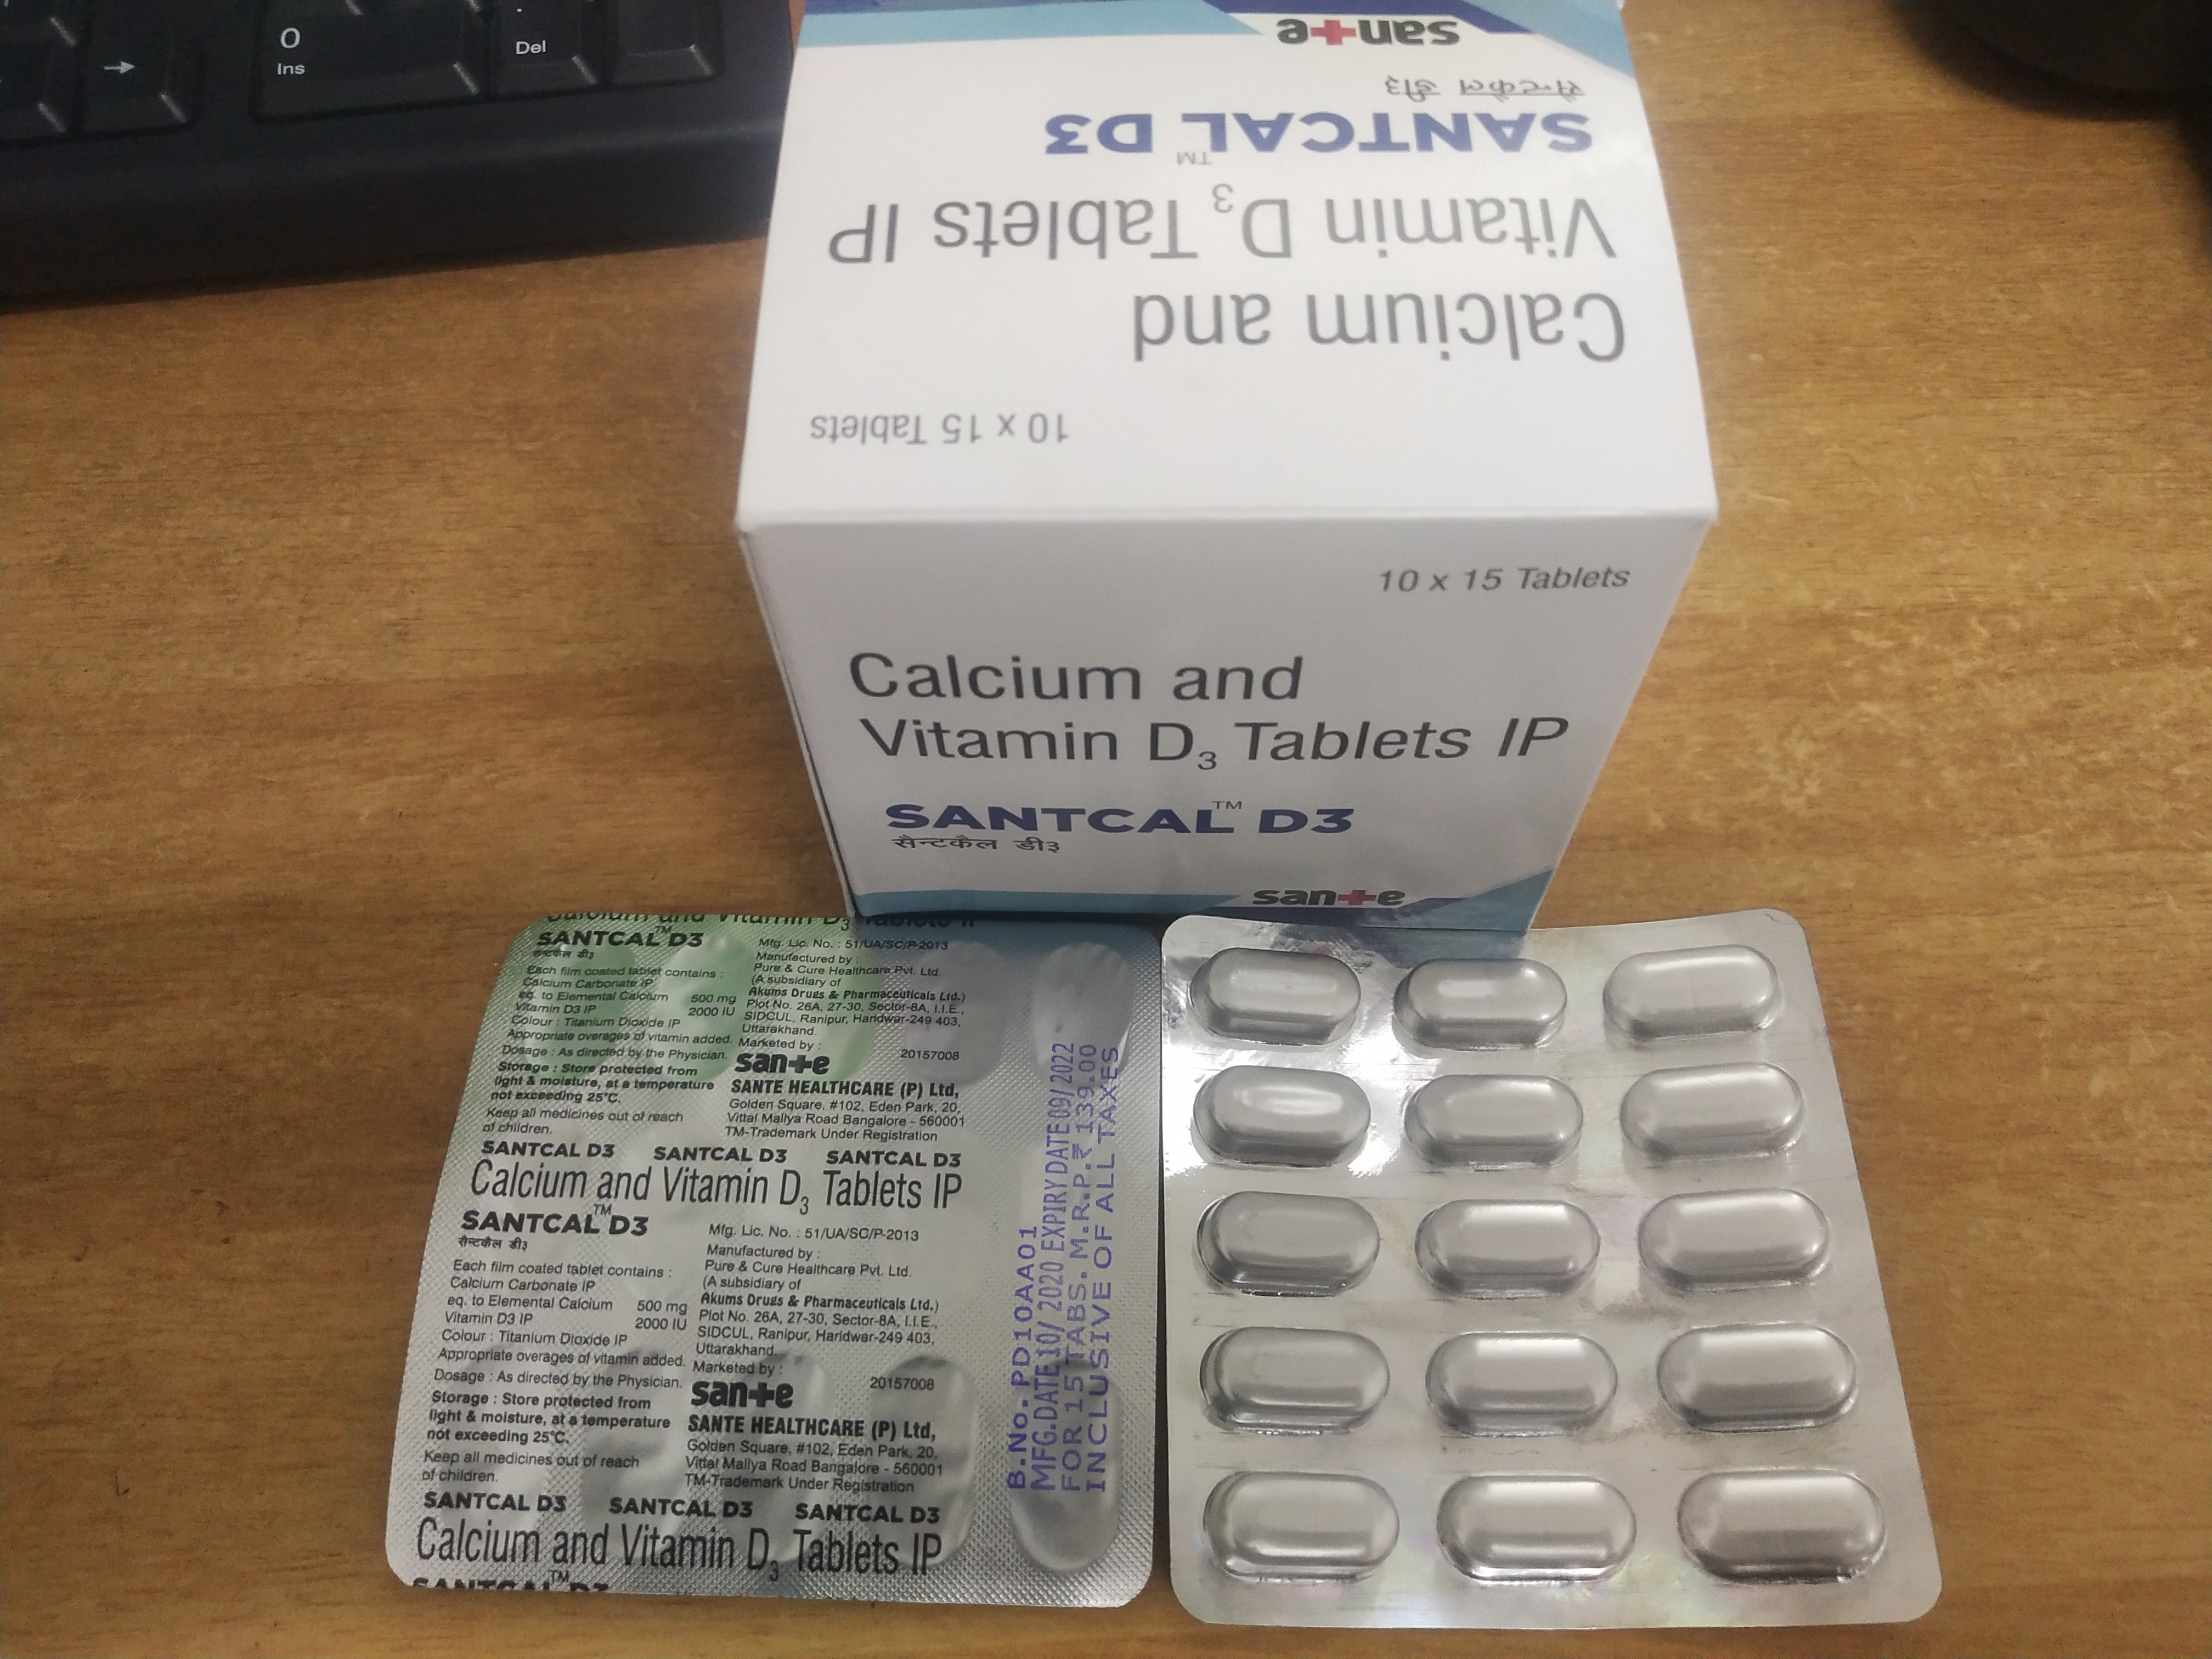 0
Ins
.
Del
→
san+e
सैन्टकैल डी३
SANTCAL™ D3
Vitamin D₃ Tablets IP
Calcium and
10 x 15 Tablets
10 x 15 Tablets
Calcium and
Vitamin D₃ Tablets IP
SANTCAL™ D3
सैन्टकैल डी३
san+e
Calcium and Vitamin D₃ Tablets IP
SANTCAL™ D3
सैन्टकैल डी३
Each film coated tablet contains :
Calcium Carbonate IP
eq. to Elemental Calcium 500 mg
Vitamin D3 IP 2000 IU
Colour : Titanium Dioxide IP
Appropriate overages of vitamin added.
Dosage : As directed by the Physician.
Storage : Store protected from
light & moisture, at a temperature
not exceeding 25°C.
Keep all medicines out of reach
of children.
Mfg. Lic. No. : 51/UA/SC/P-2013
Manufactured by :
Pure & Cure Healthcare Pvt. Ltd.
(A subsidiary of
Akums Drugs & Pharmaceuticals Ltd.)
Plot No. 26A, 27-30, Sector-8A, I.I.E.,
SIDCUL, Ranipur, Haridwar-249 403,
Uttarakhand.
Marketed by :
san+e 20157008
SANTE HEALTHCARE (P) Ltd,
Golden Square, #102, Eden Park, 20,
Vittal Mallya Road Bangalore - 560001
TM-Trademark Under Registration
SANTCAL D3 SANTCAL D3 SANTCAL D3
Calcium and Vitamin D₃ Tablets IP
SANTCAL™ D3
सैन्टकैल डी३
Each film coated tablet contains :
Calcium Carbonate IP
eq. to Elemental Calcium 500 mg
Vitamin D3 IP 2000 IU
Colour : Titanium Dioxide IP
Appropriate overages of vitamin added.
Dosage : As directed by the Physician.
Storage : Store protected from
light & moisture, at a temperature
not exceeding 25°C.
Keep all medicines out of reach
of children.
Mfg. Lic. No. : 51/UA/SC/P-2013
Manufactured by :
Pure & Cure Healthcare Pvt. Ltd.
(A subsidiary of
Akums Drugs & Pharmaceuticals Ltd.)
Plot No. 26A, 27-30, Sector-8A, I.I.E.,
SIDCUL, Ranipur, Haridwar-249 403,
Uttarakhand.
Marketed by :
san+e 20157008
SANTE HEALTHCARE (P) Ltd,
Golden Square, #102, Eden Park, 20,
Vittal Mallya Road Bangalore - 560001
TM-Trademark Under Registration
SANTCAL D3 SANTCAL D3 SANTCAL D3
Calcium and Vitamin D₃ Tablets IP
SANTCAL™ D3
B.No. PD10AA01
MFG.DATE 10/ 2020 EXPIRY DATE 09/ 2022
FOR 15 TABS. M.R.P.₹ 139.00
INCLUSIVE OF ALL TAXES